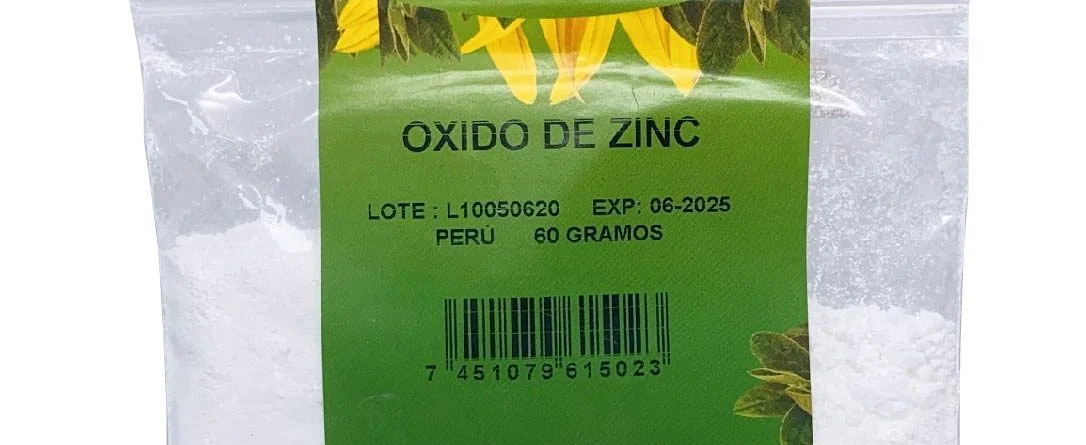 OXIDO DE ZINC
LOTE : L10050620 EXP: 06-2025
PERÚ 60 GRAMOS
7 451079 615023